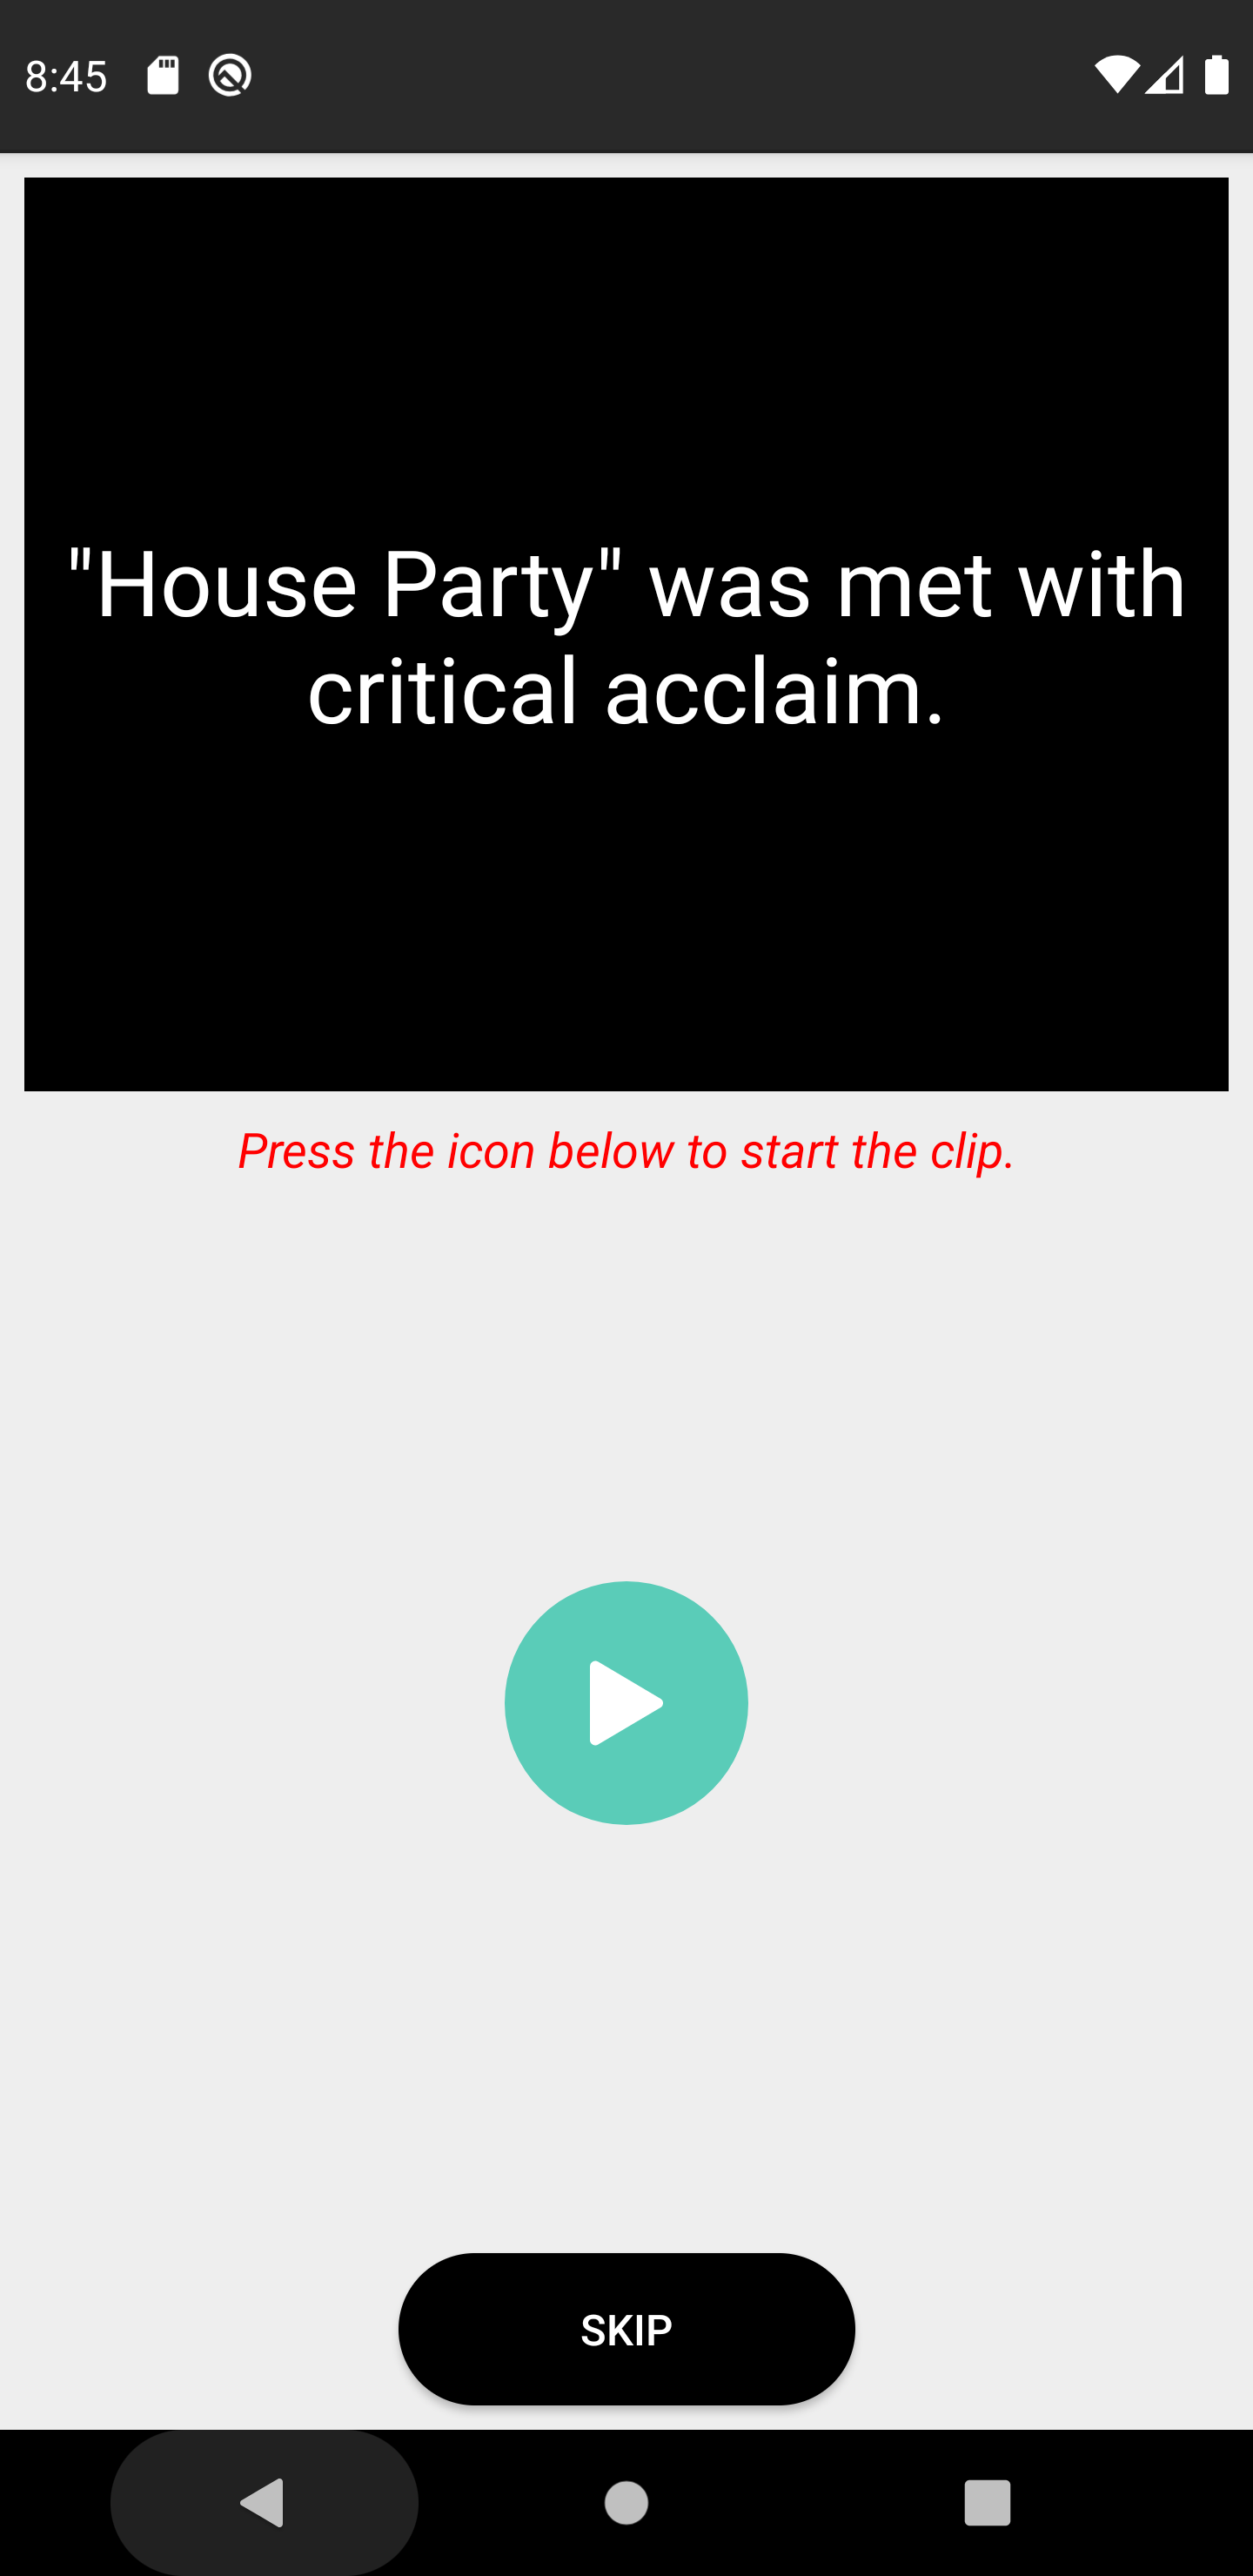 8:45
"House Party" was met with
critical acclaim.
Press the icon below to start the clip.
SKIP